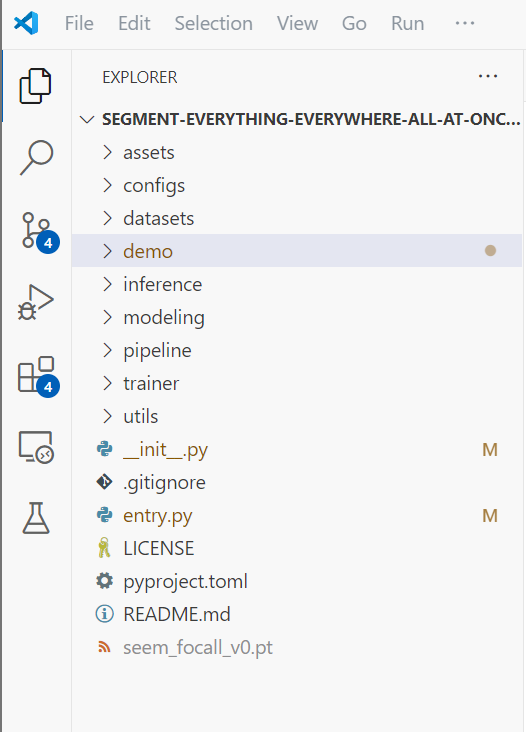 File Edit Selection View Go Run ···
EXPLORER ···
SEGMENT-EVERYTHING-EVERYWHERE-ALL-AT-ONC...
assets
configs
datasets
4
demo
inference
modeling
pipeline
trainer
4
utils
__init__.py M
.gitignore
entry.py M
LICENSE
pyproject.toml
README.md
seem_focall_v0.pt